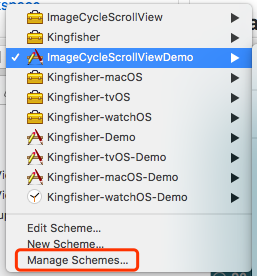 ImageCycleScrollView
Kingfisher
ImageCycleScrollViewDemo
Kingfisher-macOS
Kingfisher-tvOS
Kingfisher-watchOS
Kingfisher-Demo
Kingfisher-tvOS-Demo
Kingfisher-macOS-Demo
Kingfisher-watchOS-Demo
Edit Scheme...
New Scheme...
Manage Schemes...